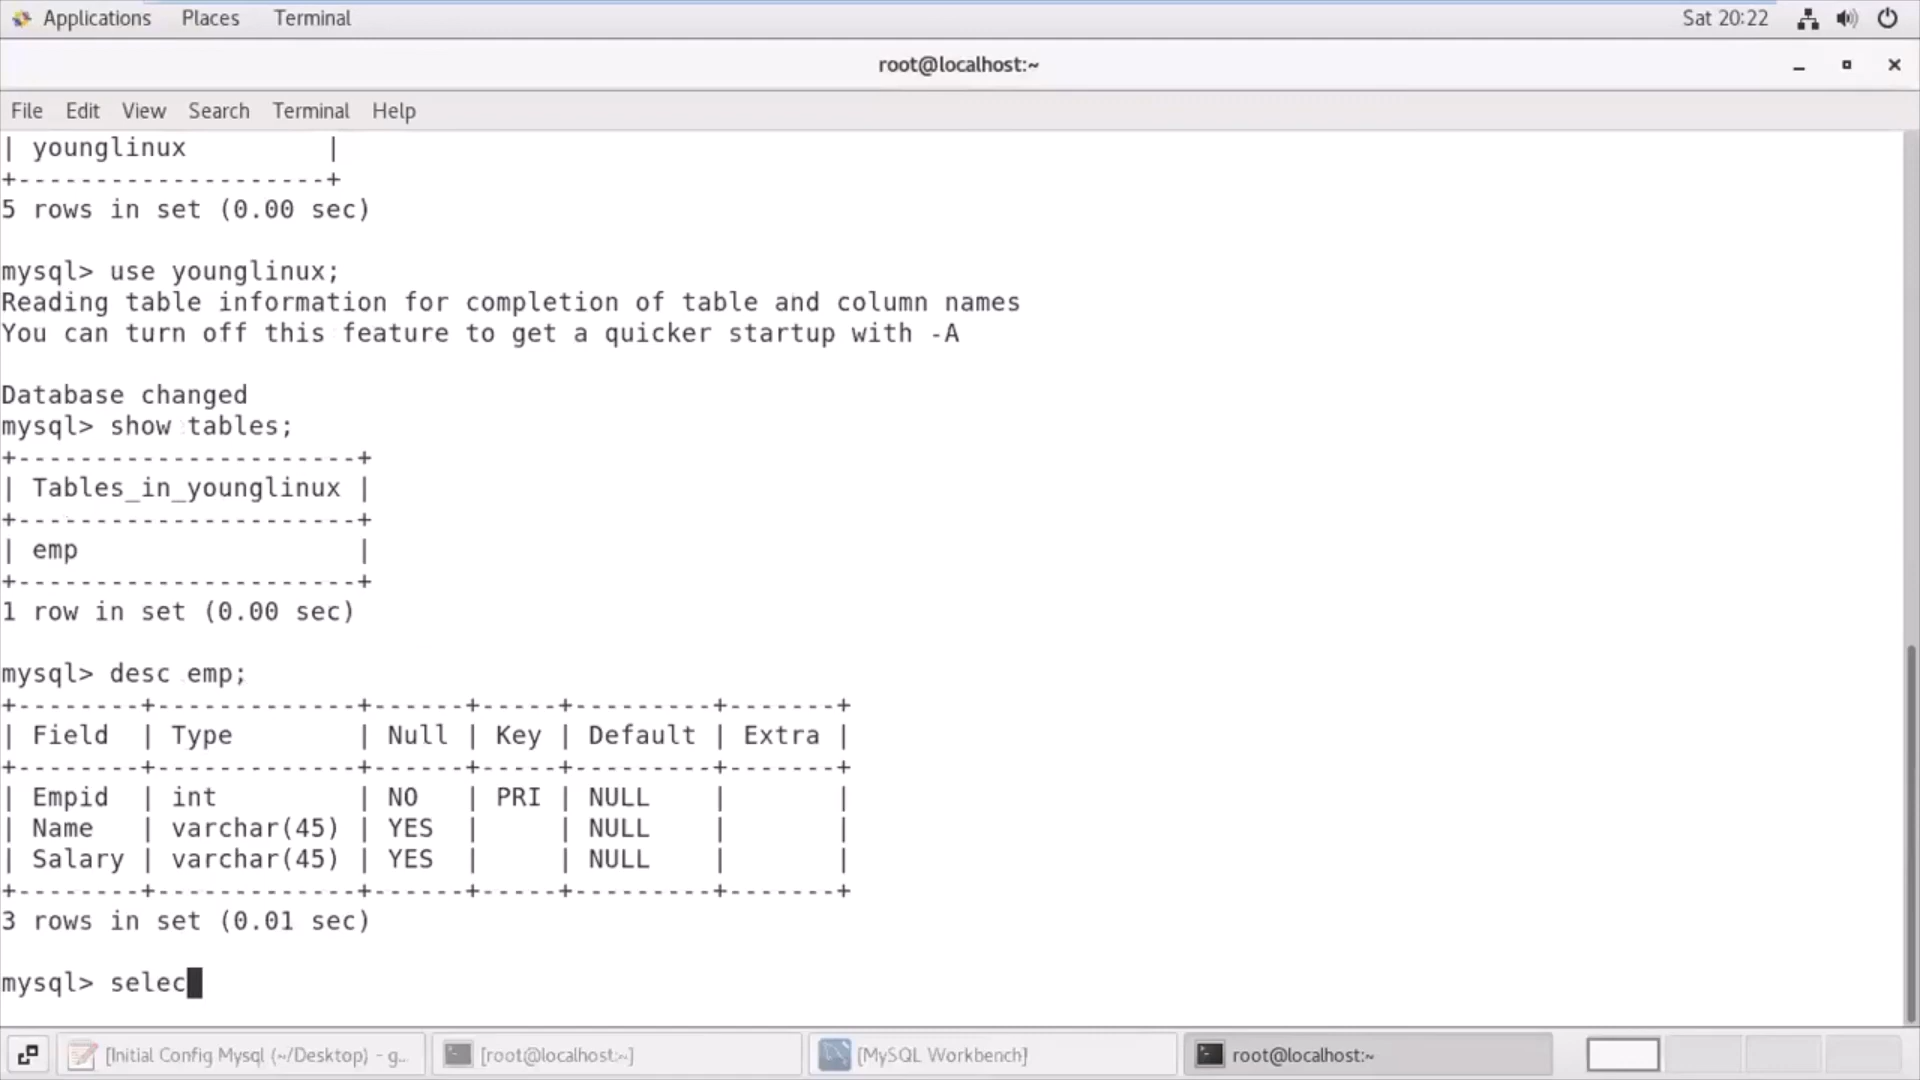 Applications Places Terminal Sat 20:22
root@localhost:~
File Edit View Search Terminal Help
| younglinux         |
+--------------------+
5 rows in set (0.00 sec)
mysql> use younglinux;
Reading table information for completion of table and column names
You can turn off this feature to get a quicker startup with -A
Database changed
mysql> show tables;
+----------------------+
| Tables_in_younglinux |
+----------------------+
| emp                  |
+----------------------+
1 row in set (0.00 sec)
mysql> desc emp;
+--------+-------------+------+-----+---------+-------+
| Field  | Type        | Null | Key | Default | Extra |
+--------+-------------+------+-----+---------+-------+
| Empid  | int         | NO   | PRI | NULL    |       |
| Name   | varchar(45) | YES  |     | NULL    |       |
| Salary | varchar(45) | YES  |     | NULL    |       |
+--------+-------------+------+-----+---------+-------+
3 rows in set (0.01 sec)
mysql> selec
[Initial Config Mysql (~/Desktop) - g... [root@localhost:~] [MySQL Workbench] root@localhost:~